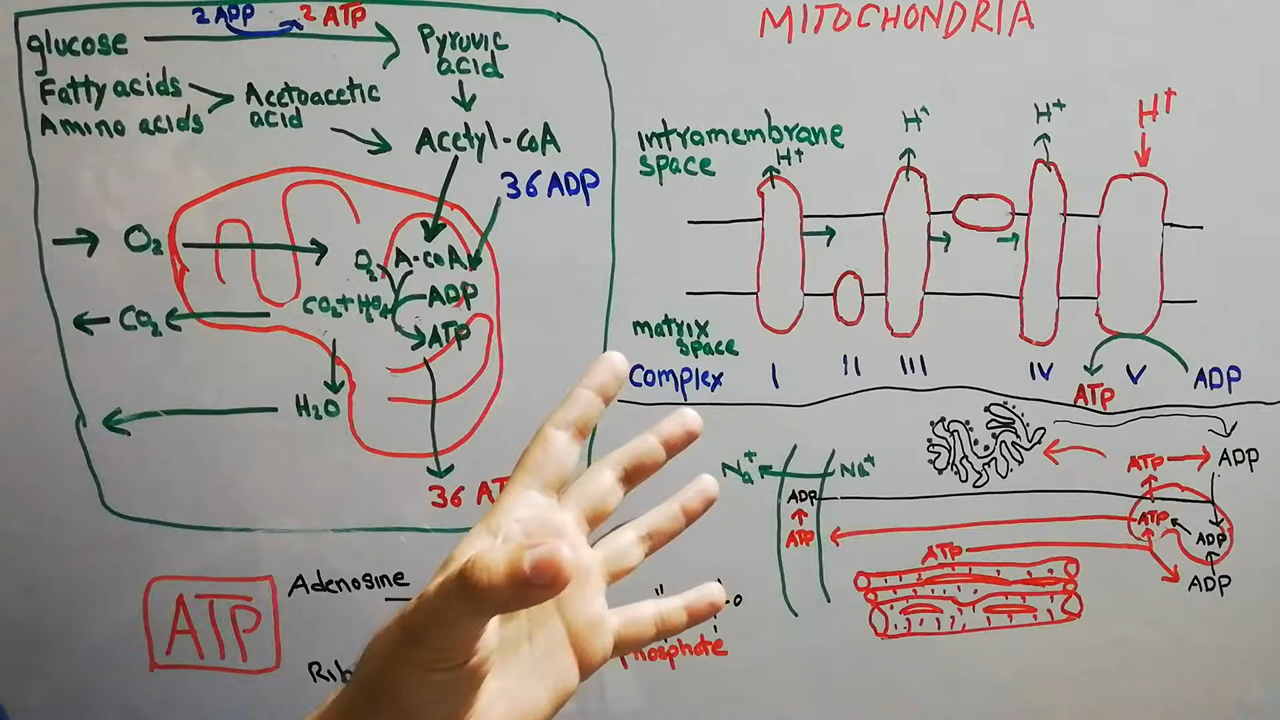 MITOCHONDRIA
2 ADP 2 ATP
glucose
Pyruvic
acid
Fatty acids
Amino acids
Acetoacetic
acid
Acetyl-CoA
36 ADP
O2
O2
A-CoA
CO2+H2O
ADP
ATP
CO2
H2O
36 AT
intramembrane
space
H+
H+
H+
H+
matrix
space
Complex
I
II
III
IV
V
ATP
ADP
Na+
Na+
ADP
ATP
ATP
ADP
ATP
ADP
ADP
ATP
ATP
Adenosine
Rib
phosphate